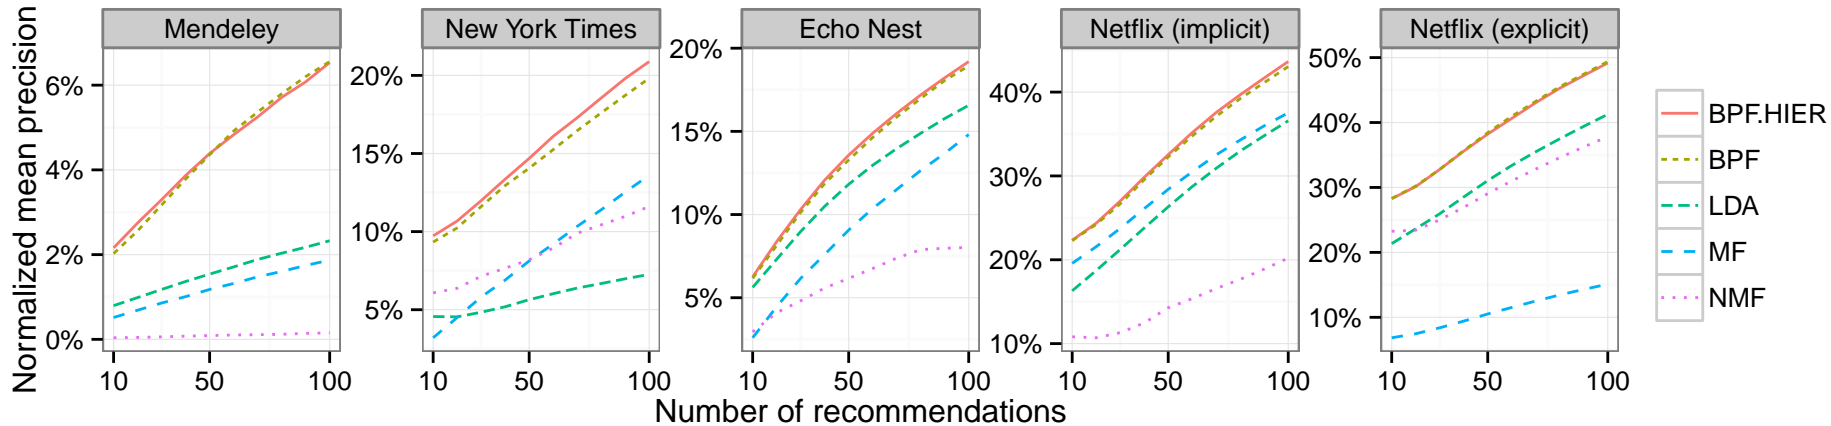 Normalized mean precision
Mendeley
6%
4%
2%
0%
10 50 100
New York Times
20%
15%
10%
5%
10 50 100
Echo Nest
20%
15%
10%
5%
10 50 100
Netflix (implicit)
40%
30%
20%
10%
10 50 100
Netflix (explicit)
50%
40%
30%
20%
10%
10 50 100
Number of recommendations
BPF.HIER
BPF
LDA
MF
NMF